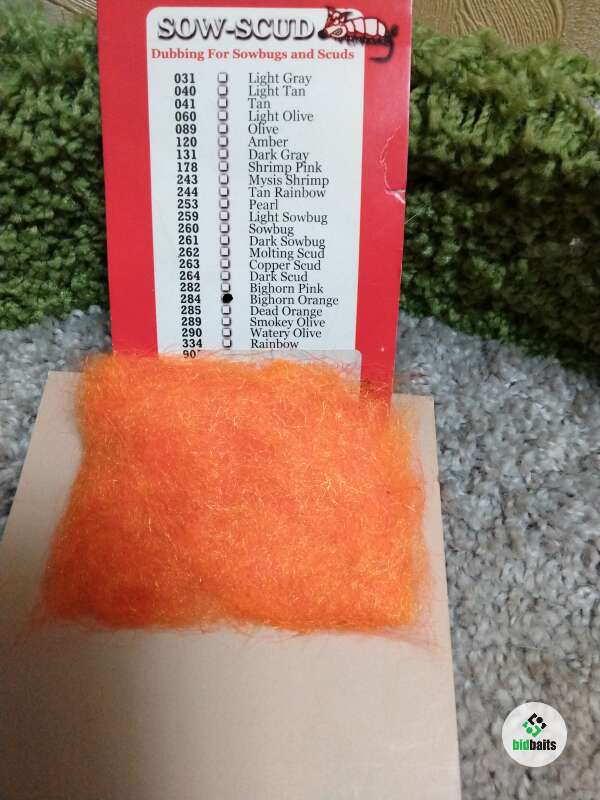 SOW-SCUD
Dubbing For Sowbugs and Scuds
031 Light Gray
040 Light Tan
041 Tan
060 Light Olive
089 Olive
120 Amber
131 Dark Gray
178 Shrimp Pink
243 Mysis Shrimp
244 Tan Rainbow
253 Pearl
259 Light Sowbug
260 Sowbug
261 Dark Sowbug
262 Molting Scud
263 Copper Scud
264 Dark Scud
282 Bighorn Pink
284 Bighorn Orange
285 Dead Orange
289 Smokey Olive
290 Watery Olive
334 Rainbow
bidbaits